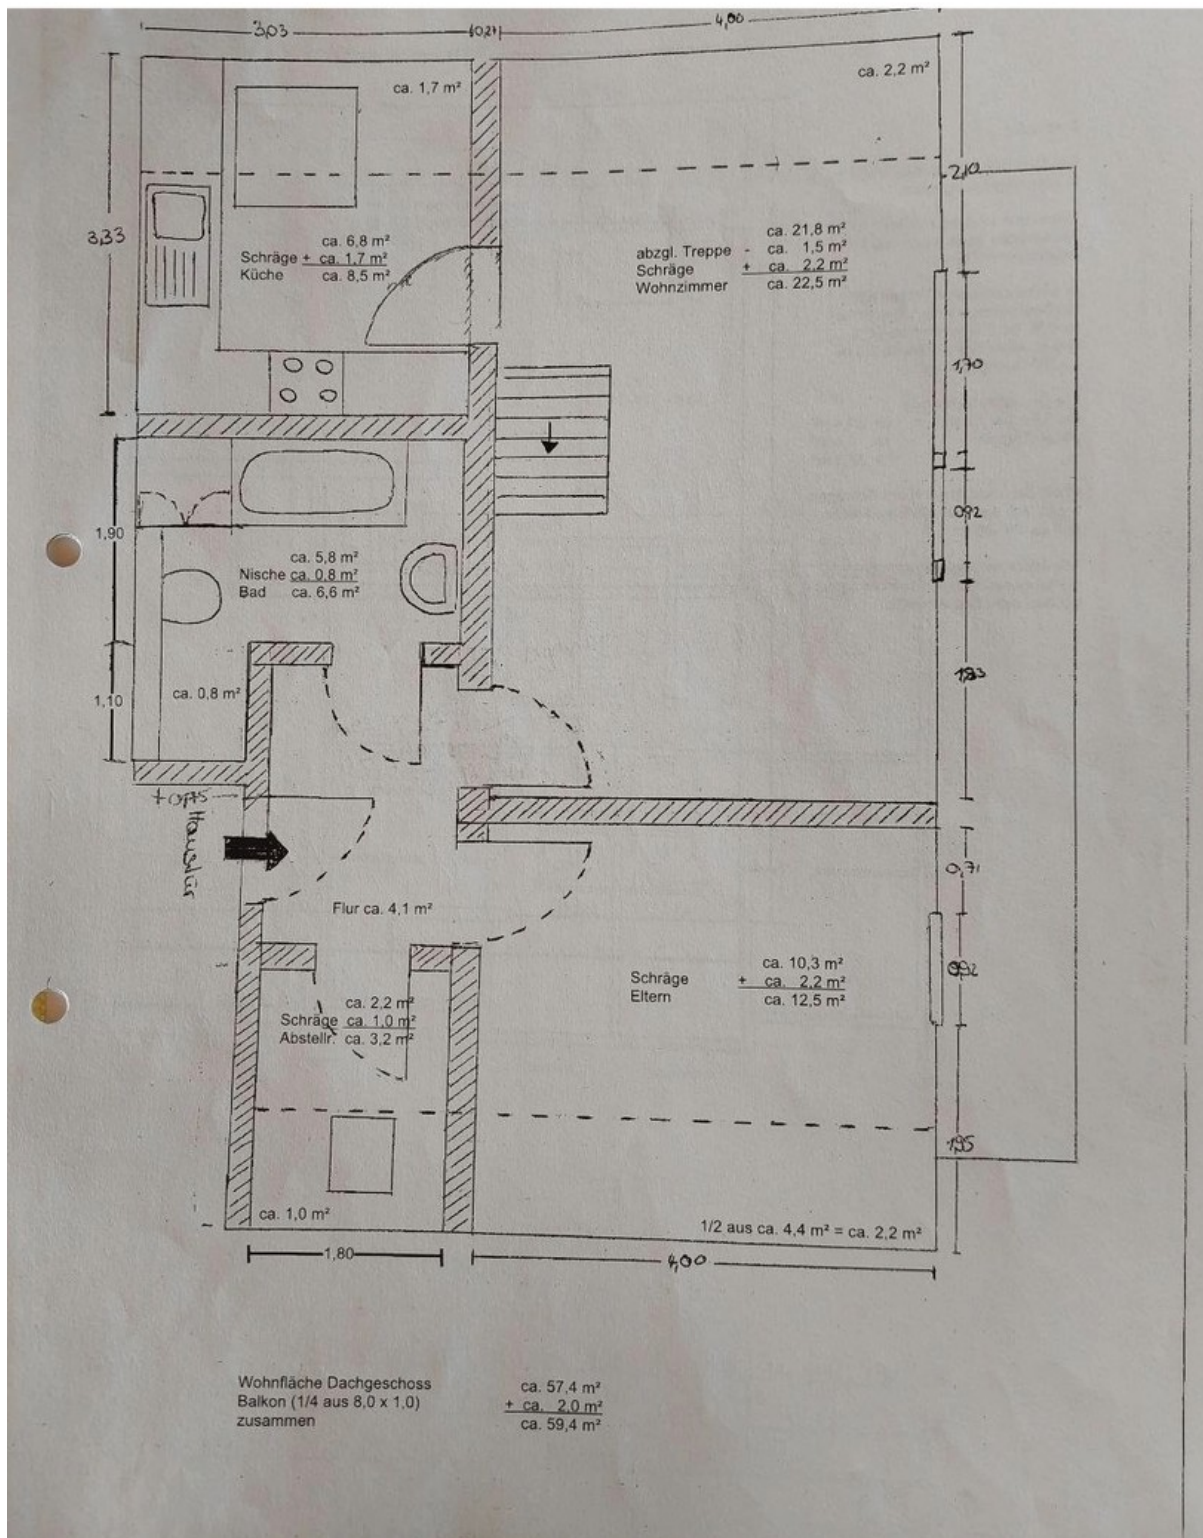 3,03
0,21
4,00
ca. 1,7 m²
ca. 2,2 m²
2,10
3,33
ca. 6,8 m²
Schräge + ca. 1,7 m²
Küche ca. 8,5 m²
ca. 21,8 m²
abzgl. Treppe - ca. 1,5 m²
Schräge + ca. 2,2 m²
Wohnzimmer ca. 22,5 m²
1,70
0,92
1,90
ca. 5,8 m²
Nische ca. 0,8 m²
Bad ca. 6,6 m²
1,10
ca. 0,8 m²
1,83
Haustür
0,71
Flur ca. 4,1 m²
ca. 10,3 m²
Schräge + ca. 2,2 m²
Eltern ca. 12,5 m²
0,92
ca. 2,2 m²
Schräge ca. 1,0 m²
Abstellr. ca. 3,2 m²
1,95
ca. 1,0 m²
1/2 aus ca. 4,4 m² = ca. 2,2 m²
1,80
4,00
Wohnfläche Dachgeschoss ca. 57,4 m²
Balkon (1/4 aus 8,0 x 1,0) + ca. 2,0 m²
zusammen ca. 59,4 m²